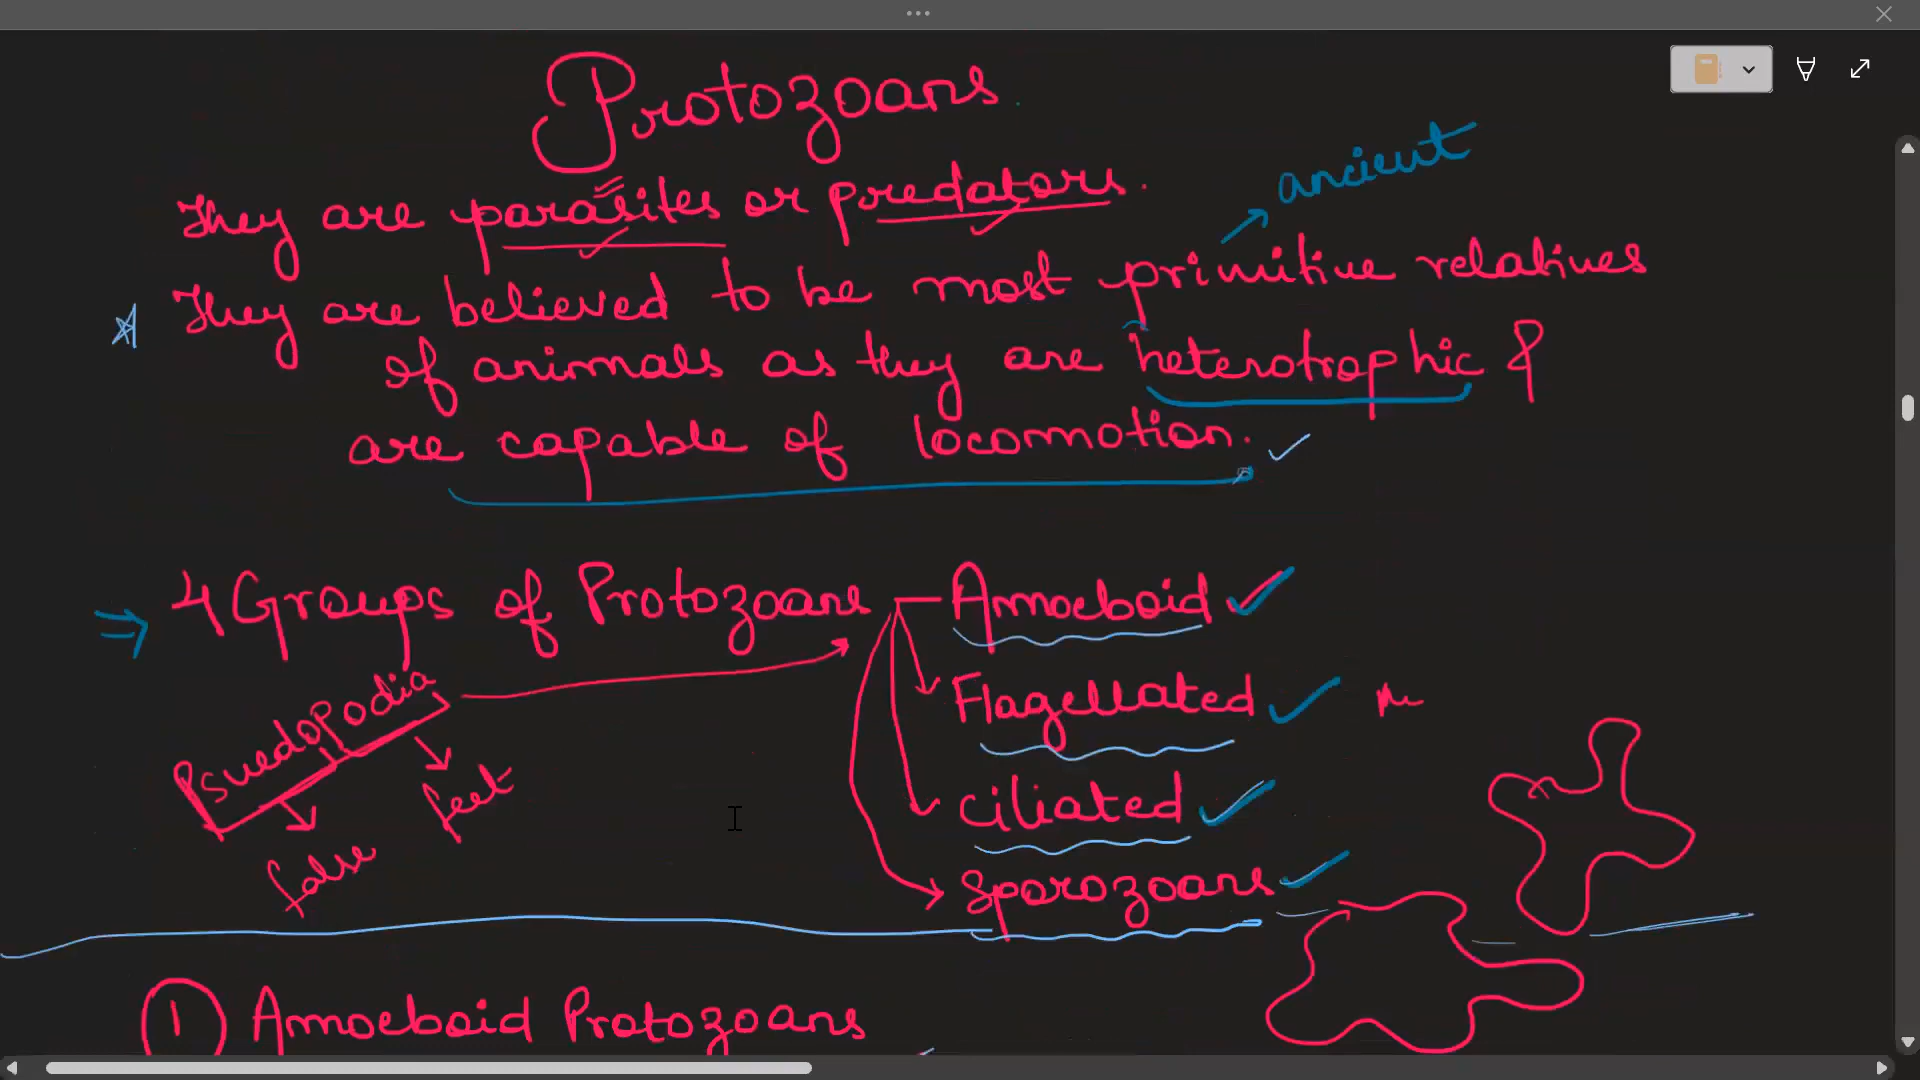 Protozoans
They are parasites or predators.
ancient
They are believed to be most primitive relatives
of animals as they are heterotrophic &
are capable of locomotion.
4 Groups of Protozoans
Amoeboid
Flagellated
Ciliated
Sporozoans
Psuedopodia
feet
false
1 Amoeboid Protozoans